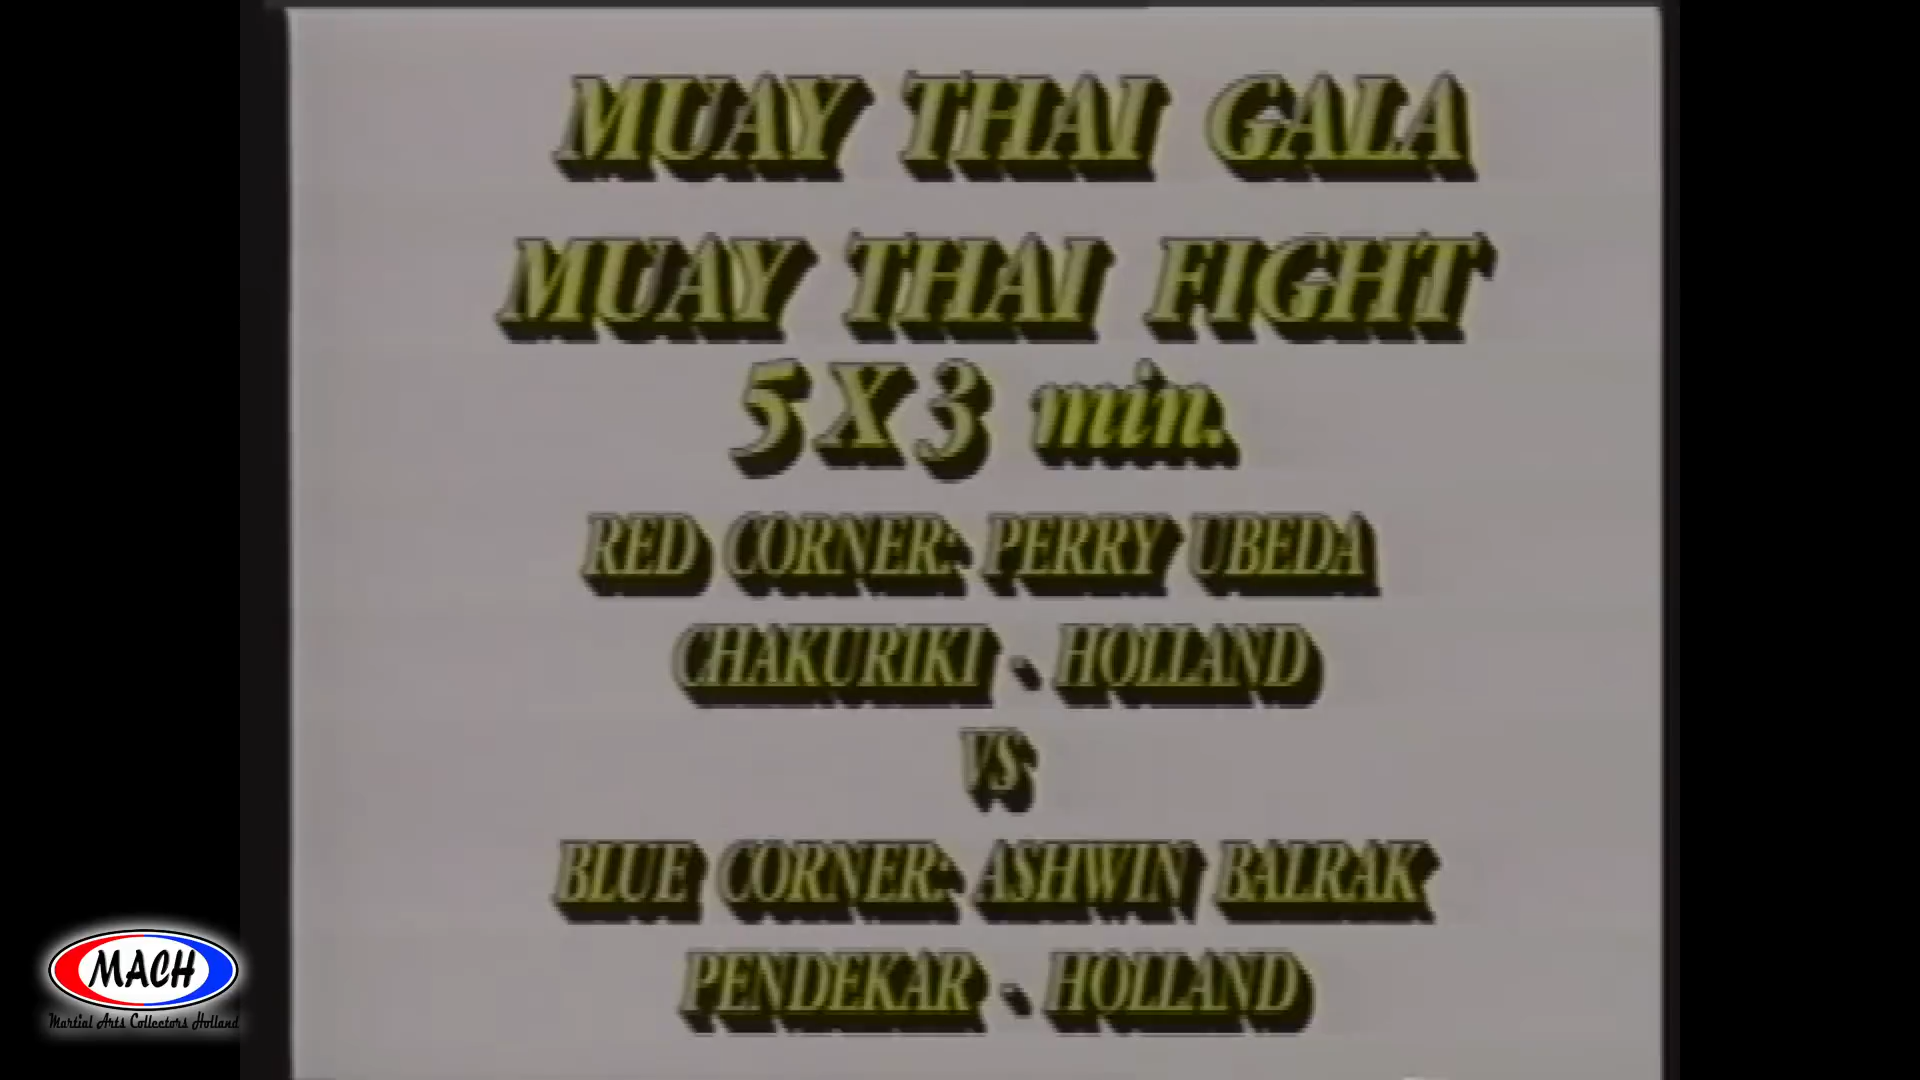 MUAY THAI GALA
MUAY THAI FIGHT
5 X 3 min.
RED CORNER: PERRY UBEDA
CHAKURIKI - HOLLAND
VS
BLUE CORNER: ASHWIN BALRAK
PENDEKAR - HOLLAND
MACH
Martial Arts Collectors Holland